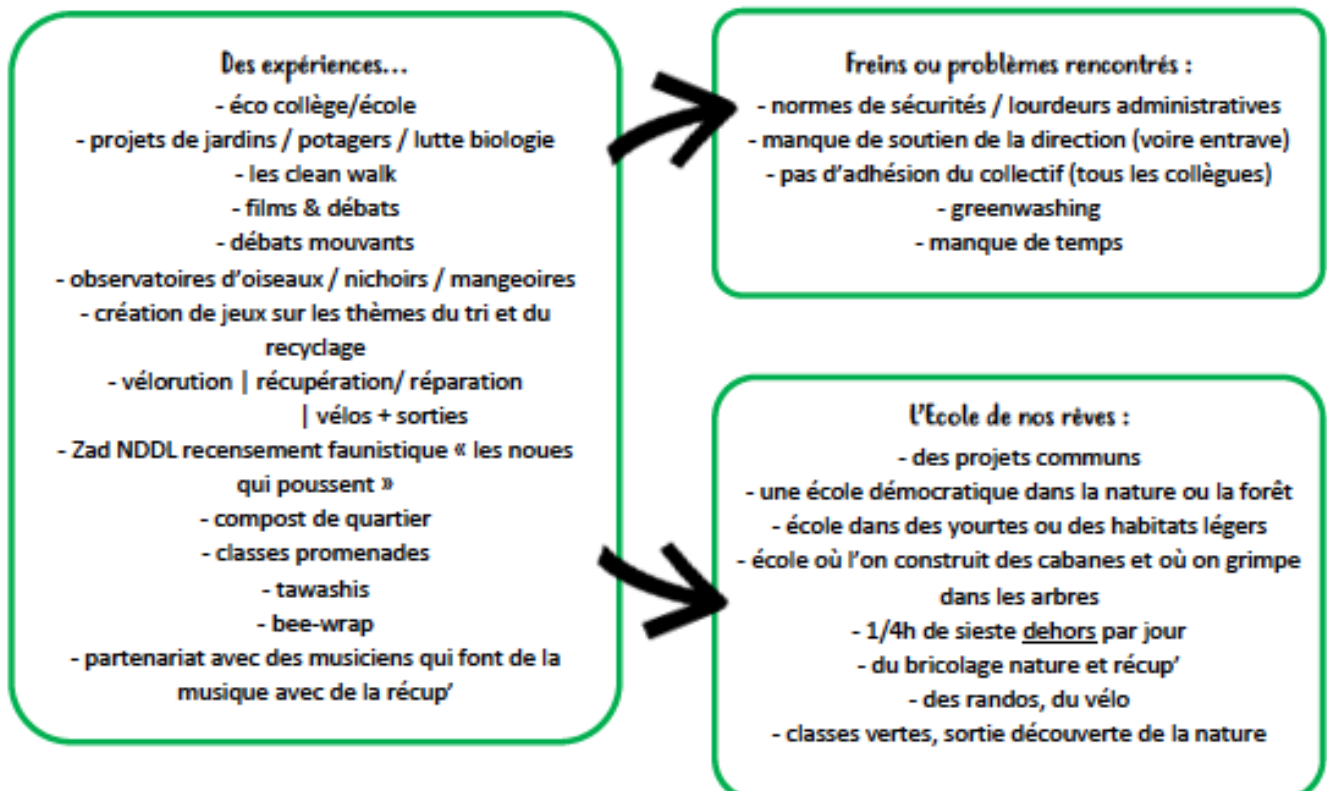 Des expériences...
- éco collège/école
- projets de jardins / potagers / lutte biologie
- les clean walk
- films & débats
- débats mouvants
- observatoires d'oiseaux / nichoirs / mangeoires
- création de jeux sur les thèmes du tri et du
recyclage
- vélorution | récupération/ réparation
| vélos + sorties
- Zad NDDL recensement faunistique « les noues
qui poussent »
- compost de quartier
- classes promenades
- tawashis
- bee-wrap
- partenariat avec des musiciens qui font de la
musique avec de la récup'
Freins ou problèmes rencontrés :
- normes de sécurités / lourdeurs administratives
- manque de soutien de la direction (voire entrave)
- pas d'adhésion du collectif (tous les collègues)
- greenwashing
- manque de temps
L'Ecole de nos rêves :
- des projets communs
- une école démocratique dans la nature ou la forêt
- école dans des yourtes ou des habitats légers
- école où l'on construit des cabanes et où on grimpe
dans les arbres
- 1/4h de sieste dehors par jour
- du bricolage nature et récup'
- des randos, du vélo
- classes vertes, sortie découverte de la nature